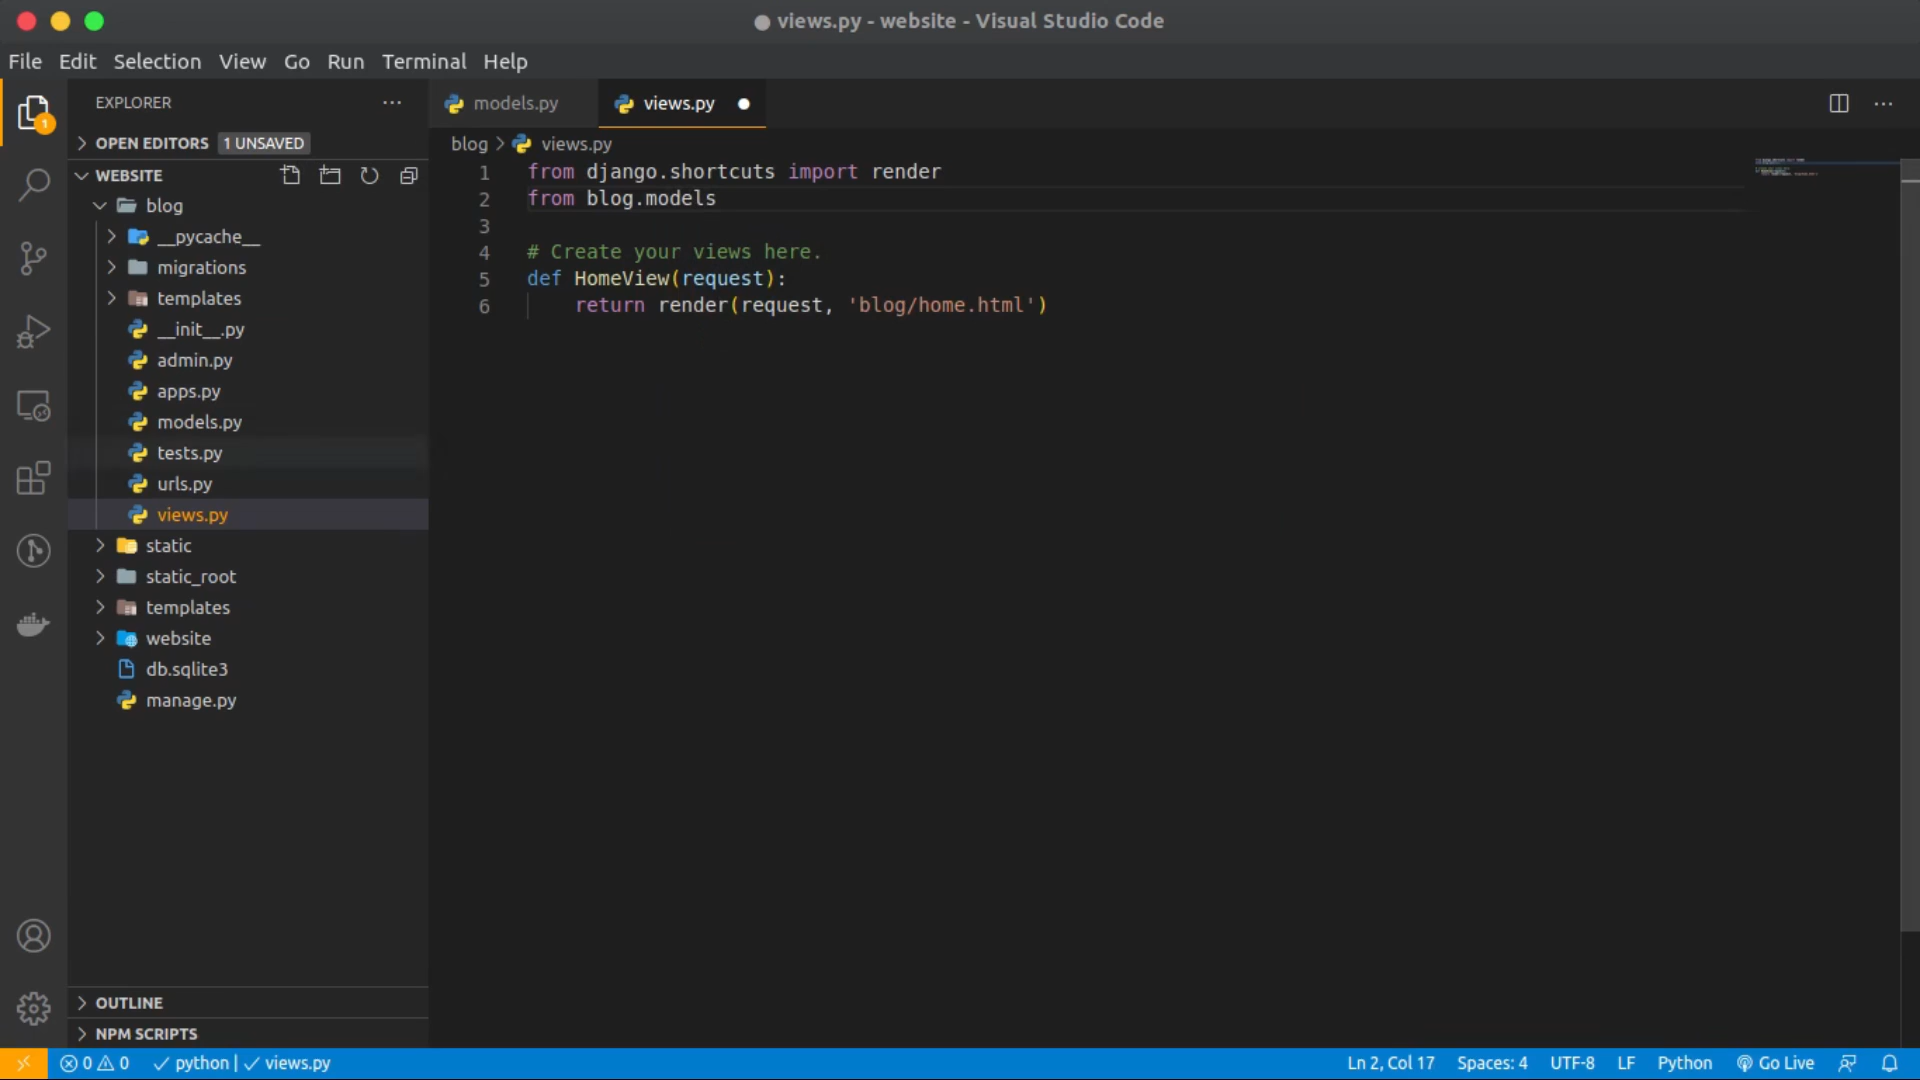 views.py - website - Visual Studio Code
File Edit Selection View Go Run Terminal Help
EXPLORER
OPEN EDITORS 1 UNSAVED
WEBSITE
blog
__pycache__
migrations
templates
__init__.py
admin.py
apps.py
models.py
tests.py
urls.py
views.py
static
static_root
templates
website
db.sqlite3
manage.py
OUTLINE
NPM SCRIPTS
models.py views.py
blog > views.py
1 from django.shortcuts import render
2 from blog.models
3
4 # Create your views here.
5 def HomeView(request):
6 return render(request, 'blog/home.html')
1
0 0 python | views.py Ln 2, Col 17 Spaces: 4 UTF-8 LF Python Go Live